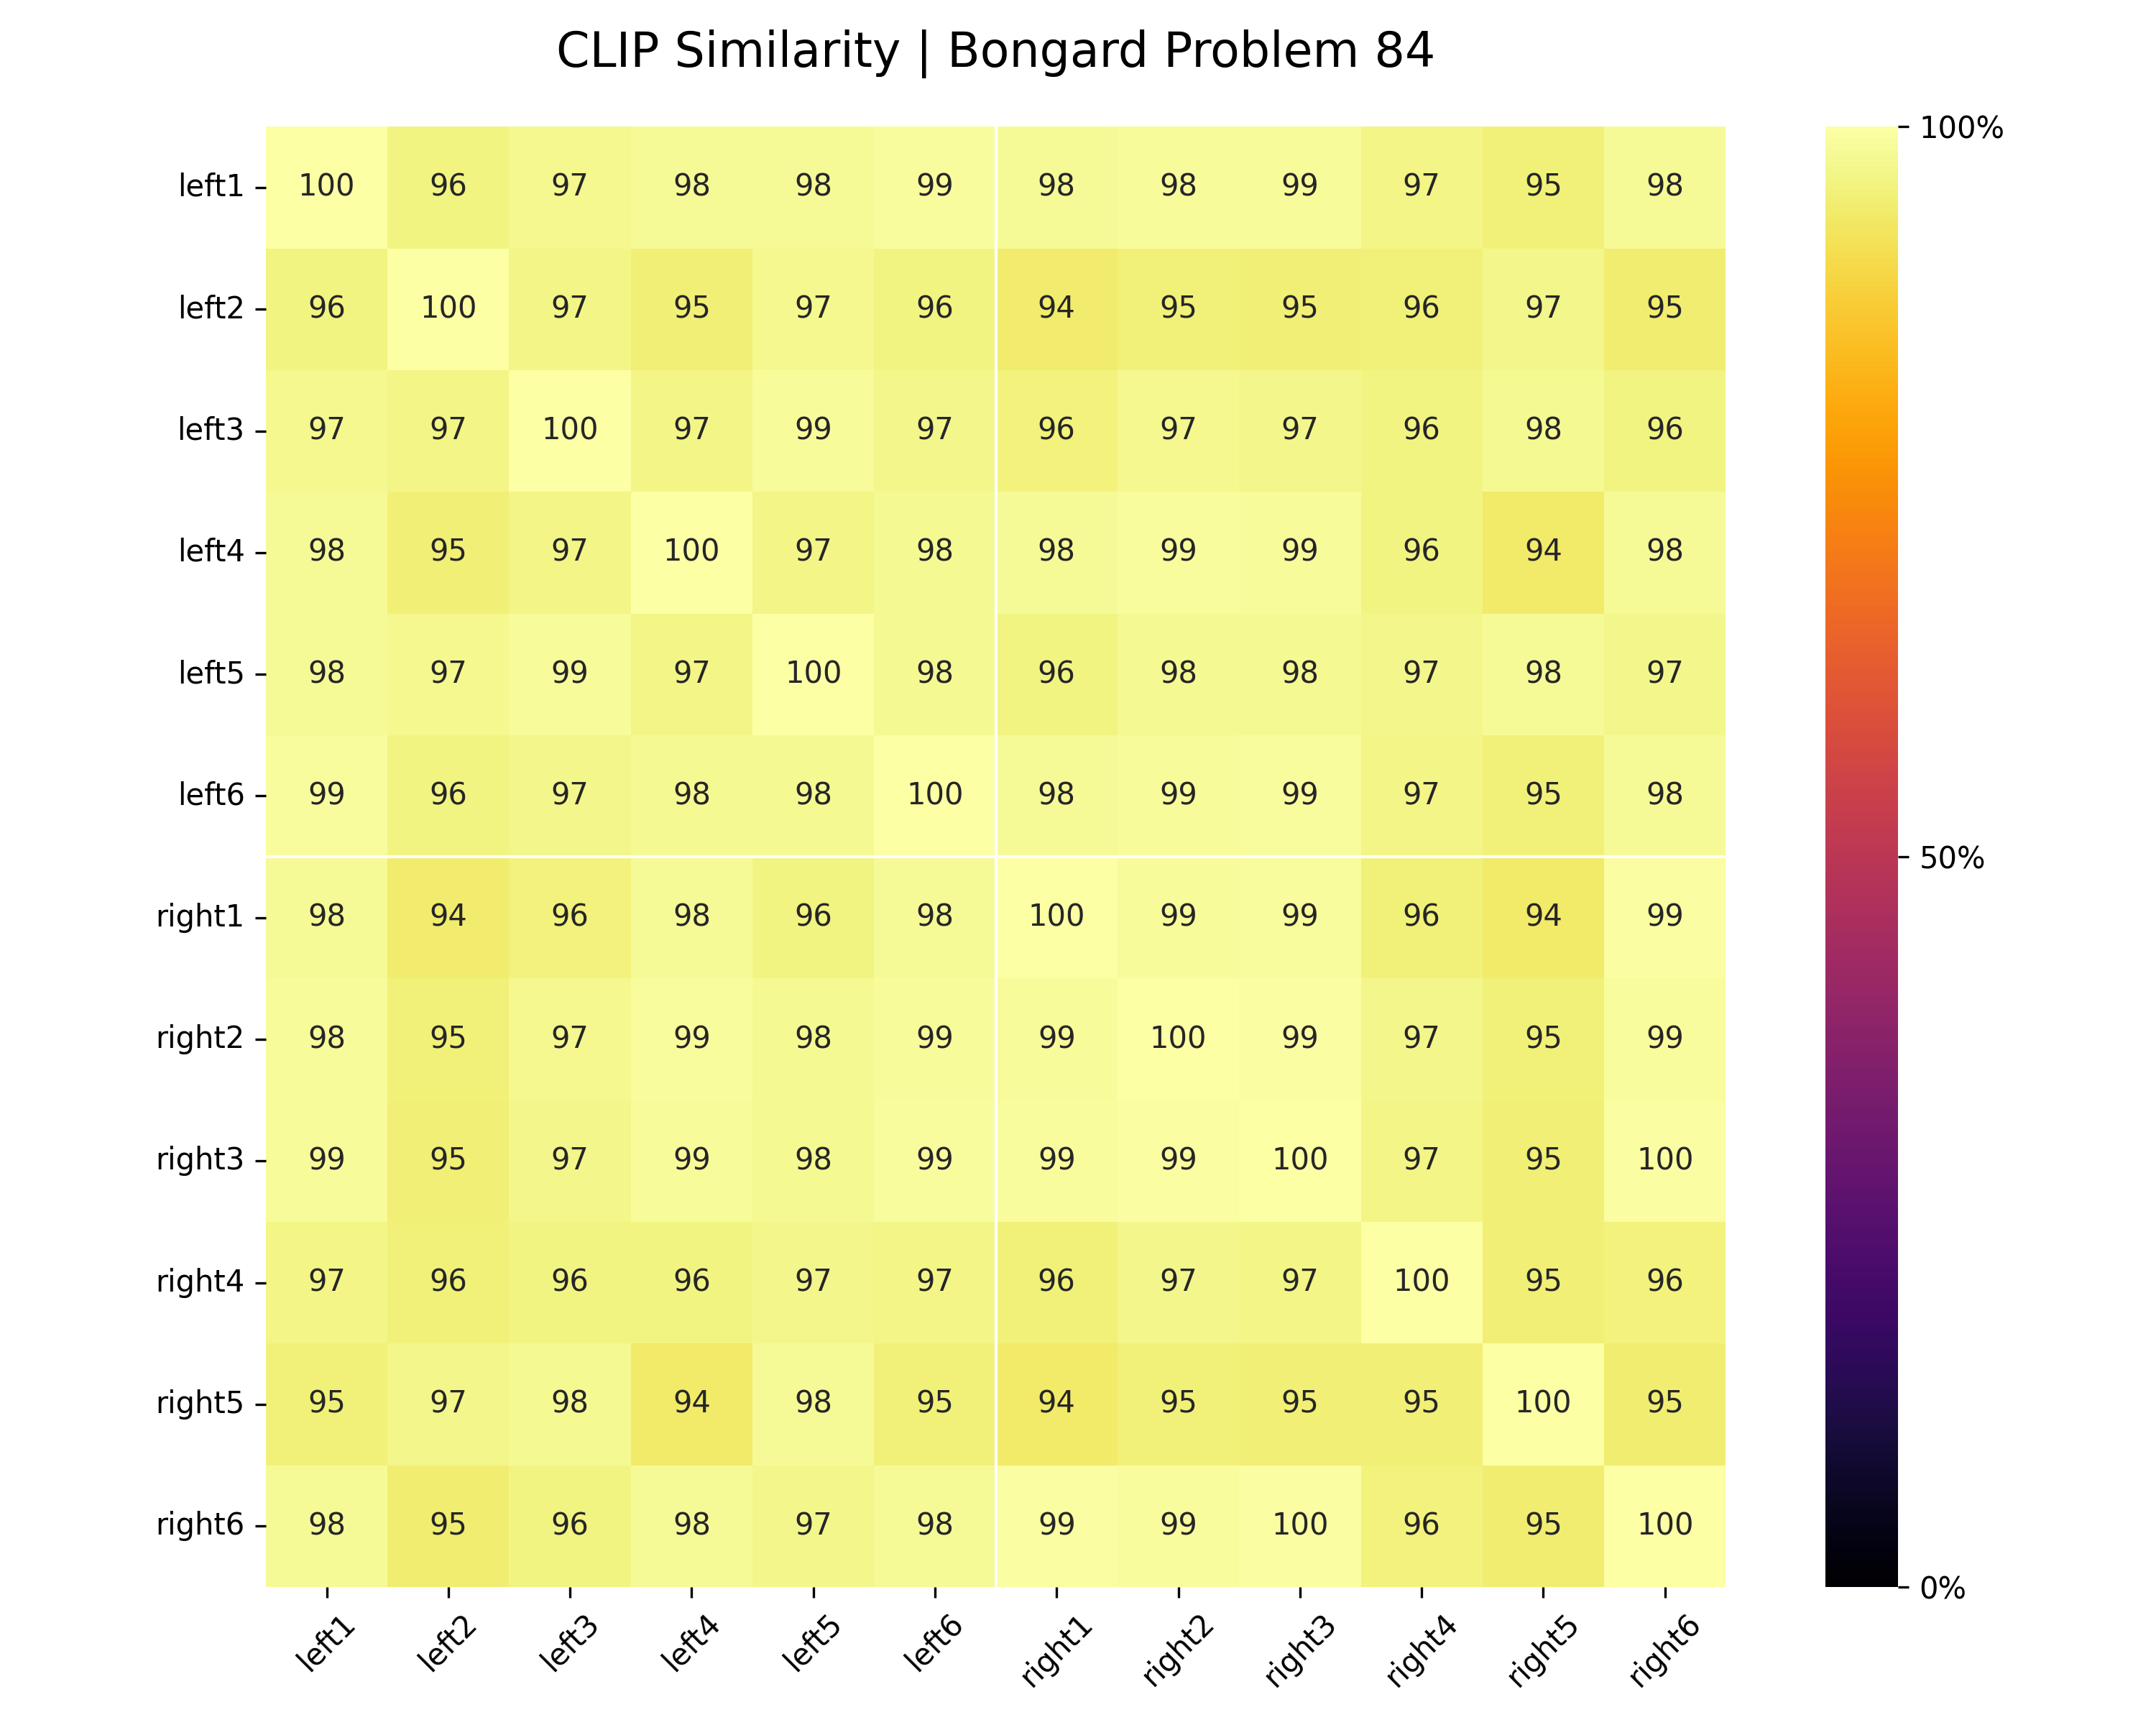 CLIP Similarity | Bongard Problem 84
left1 100 96 97 98 98 99 98 98 99 97 95 98
left2 96 100 97 95 97 96 94 95 95 96 97 95
left3 97 97 100 97 99 97 96 97 97 96 98 96
left4 98 95 97 100 97 98 98 99 99 96 94 98
left5 98 97 99 97 100 98 96 98 98 97 98 97
left6 99 96 97 98 98 100 98 99 99 97 95 98
right1 98 94 96 98 96 98 100 99 99 96 94 99
right2 98 95 97 99 98 99 99 100 99 97 95 99
right3 99 95 97 99 98 99 99 99 100 97 95 100
right4 97 96 96 96 97 97 96 97 97 100 95 96
right5 95 97 98 94 98 95 94 95 95 95 100 95
right6 98 95 96 98 97 98 99 99 100 96 95 100
left1 left2 left3 left4 left5 left6 right1 right2 right3 right4 right5 right6
100%
50%
0%